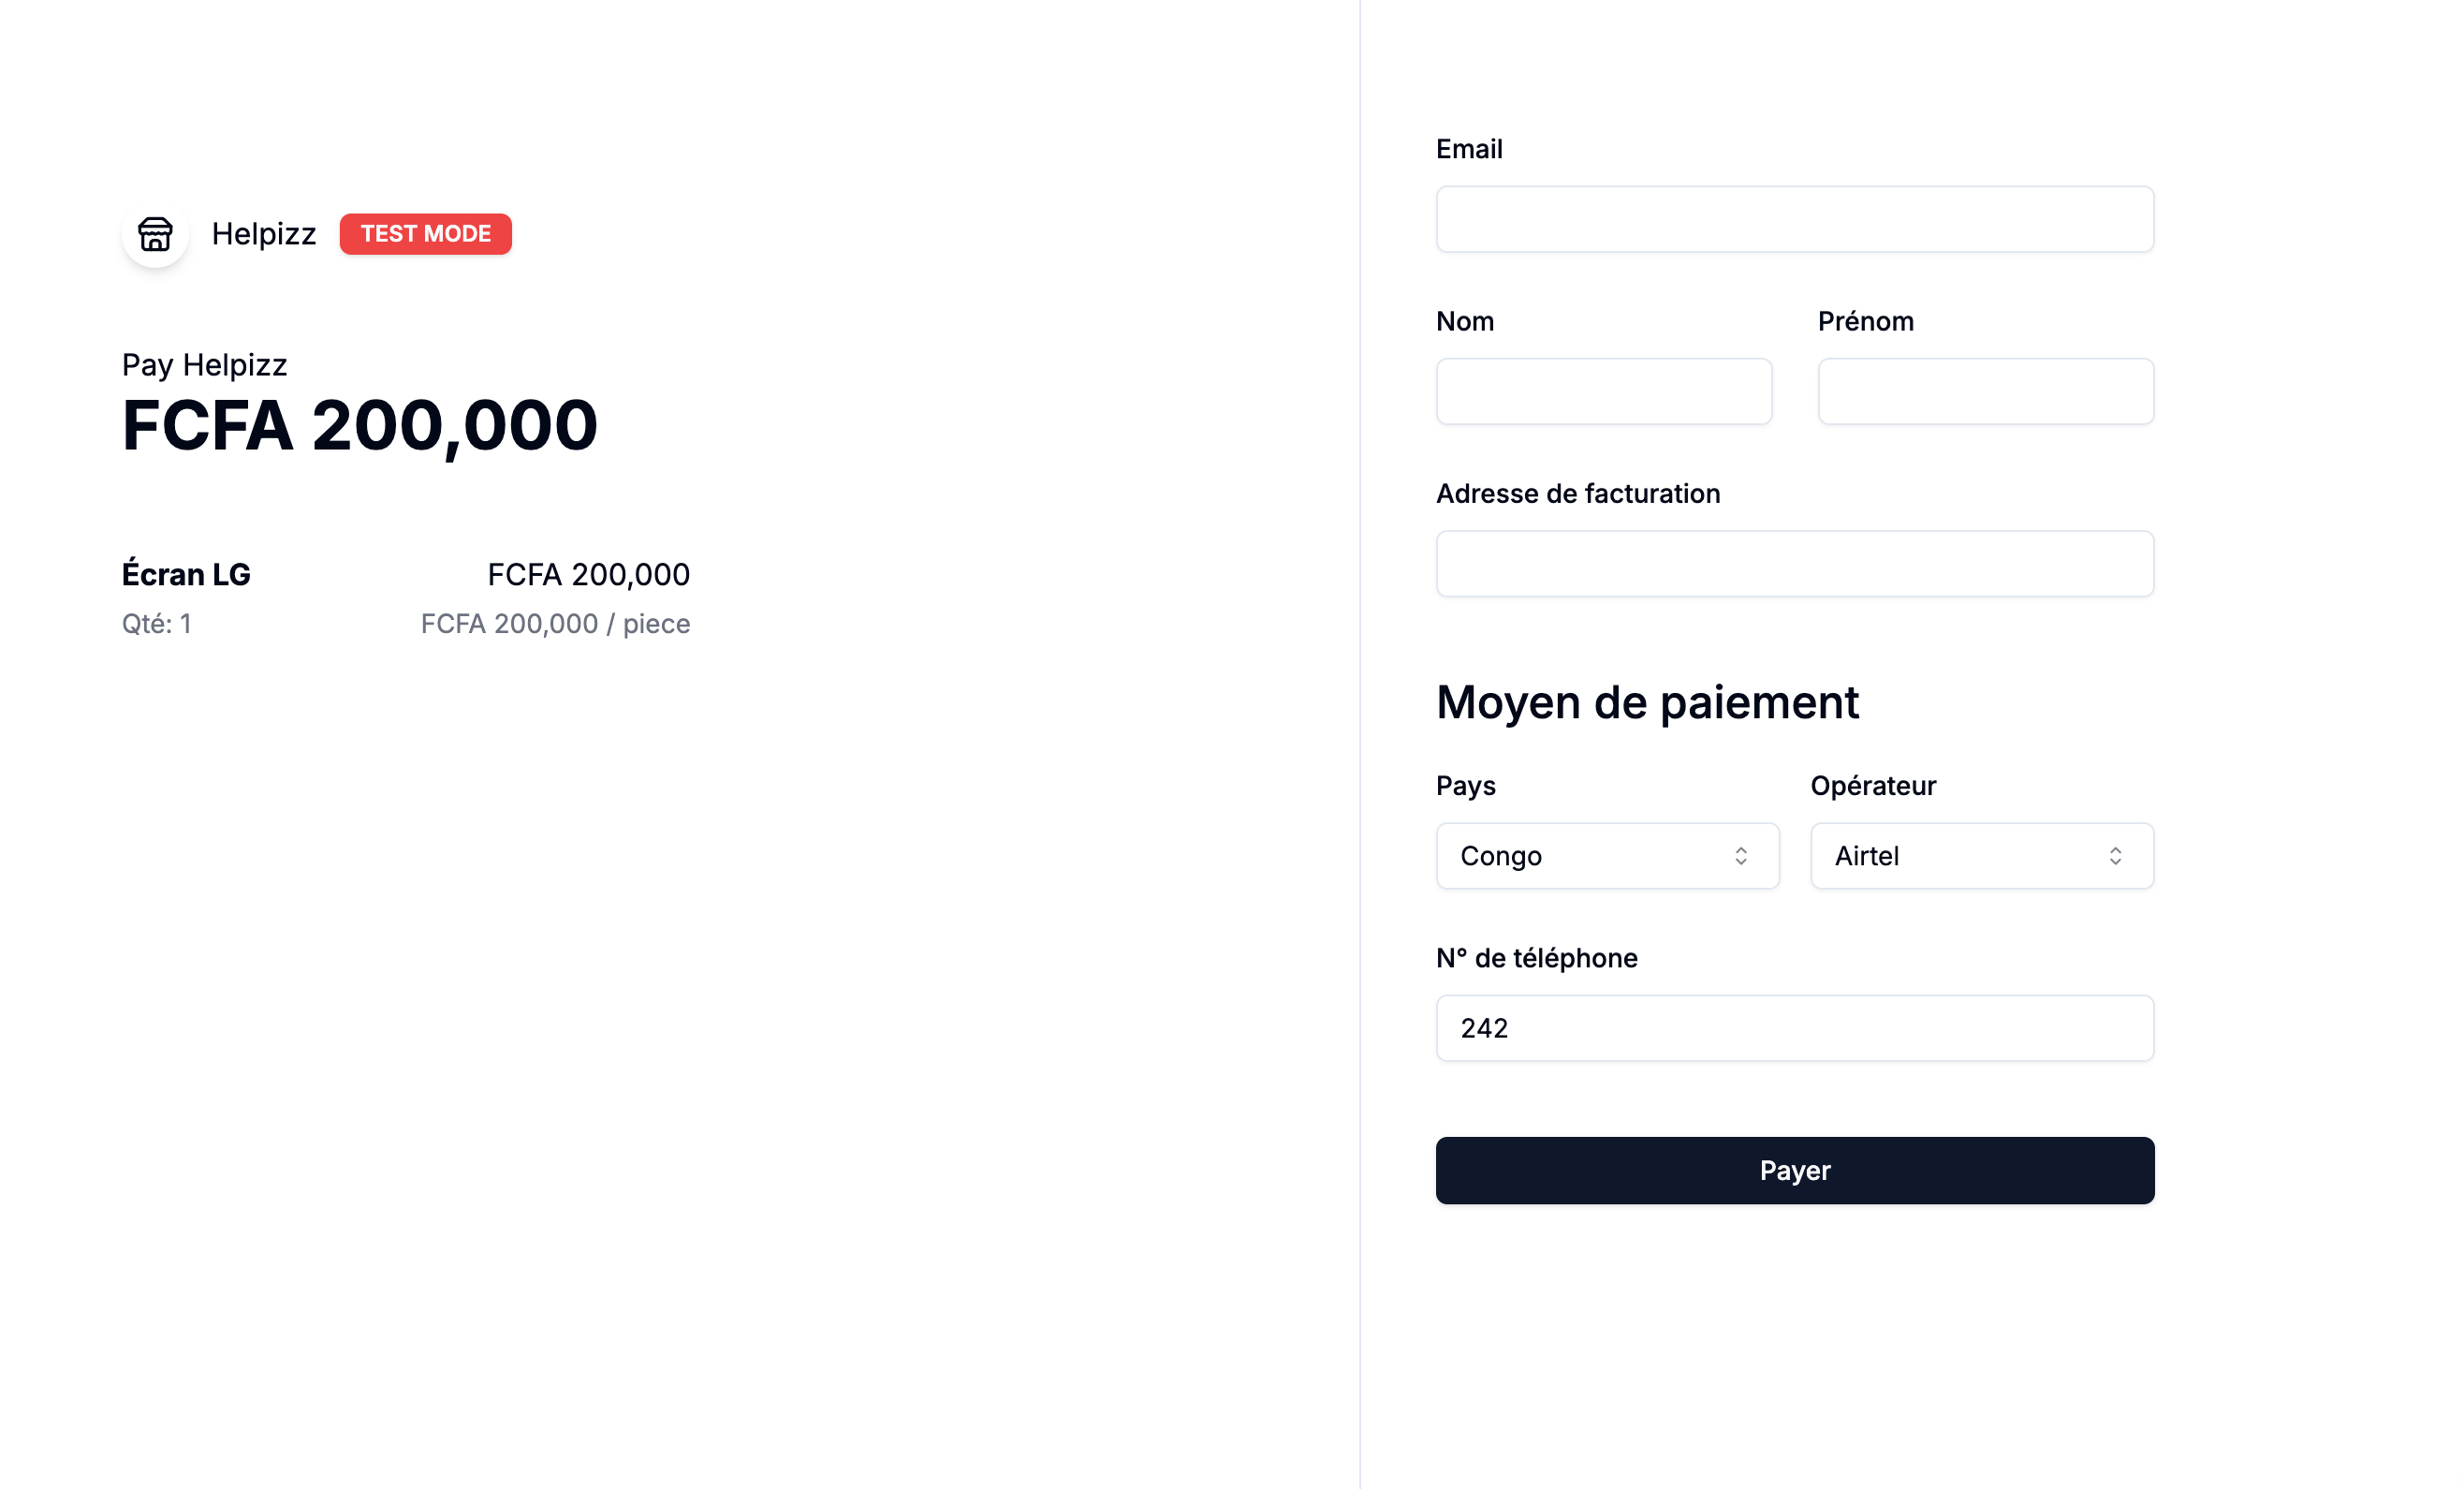 Helpizz TEST MODE
Pay Helpizz
FCFA 200,000
Écran LG FCFA 200,000
Qté: 1 FCFA 200,000 / piece
Email
Nom Prénom
Adresse de facturation
Moyen de paiement
Pays Opérateur
Congo Airtel
N° de téléphone
242
Payer